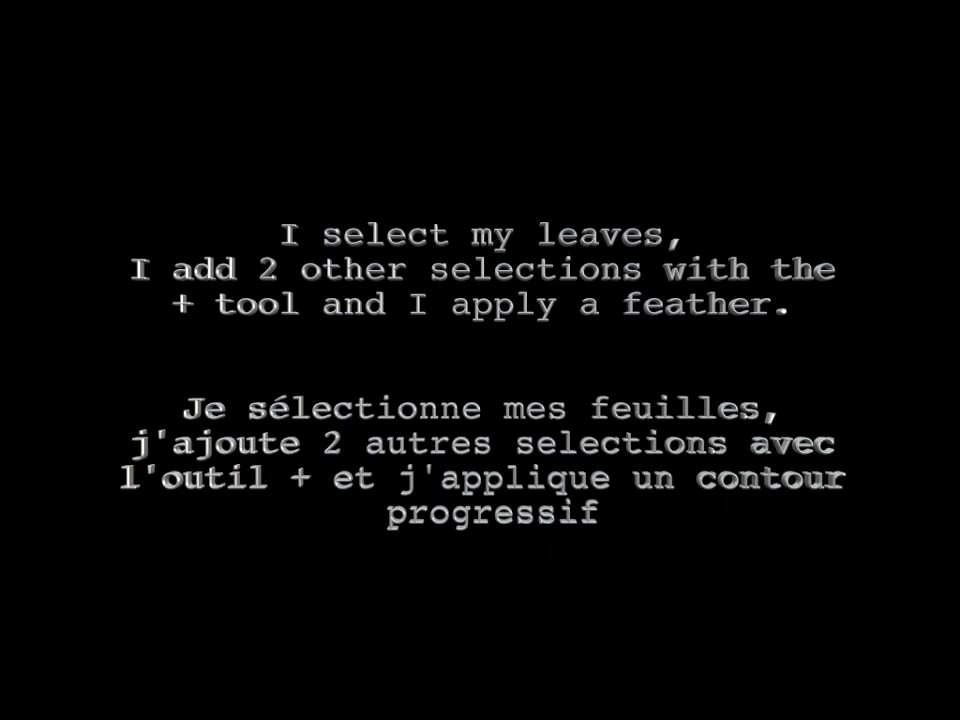 I select my leaves,
I add 2 other selections with the
+ tool and I apply a feather.
Je sélectionne mes feuilles,
j'ajoute 2 autres selections avec
l'outil + et j'applique un contour
progressif